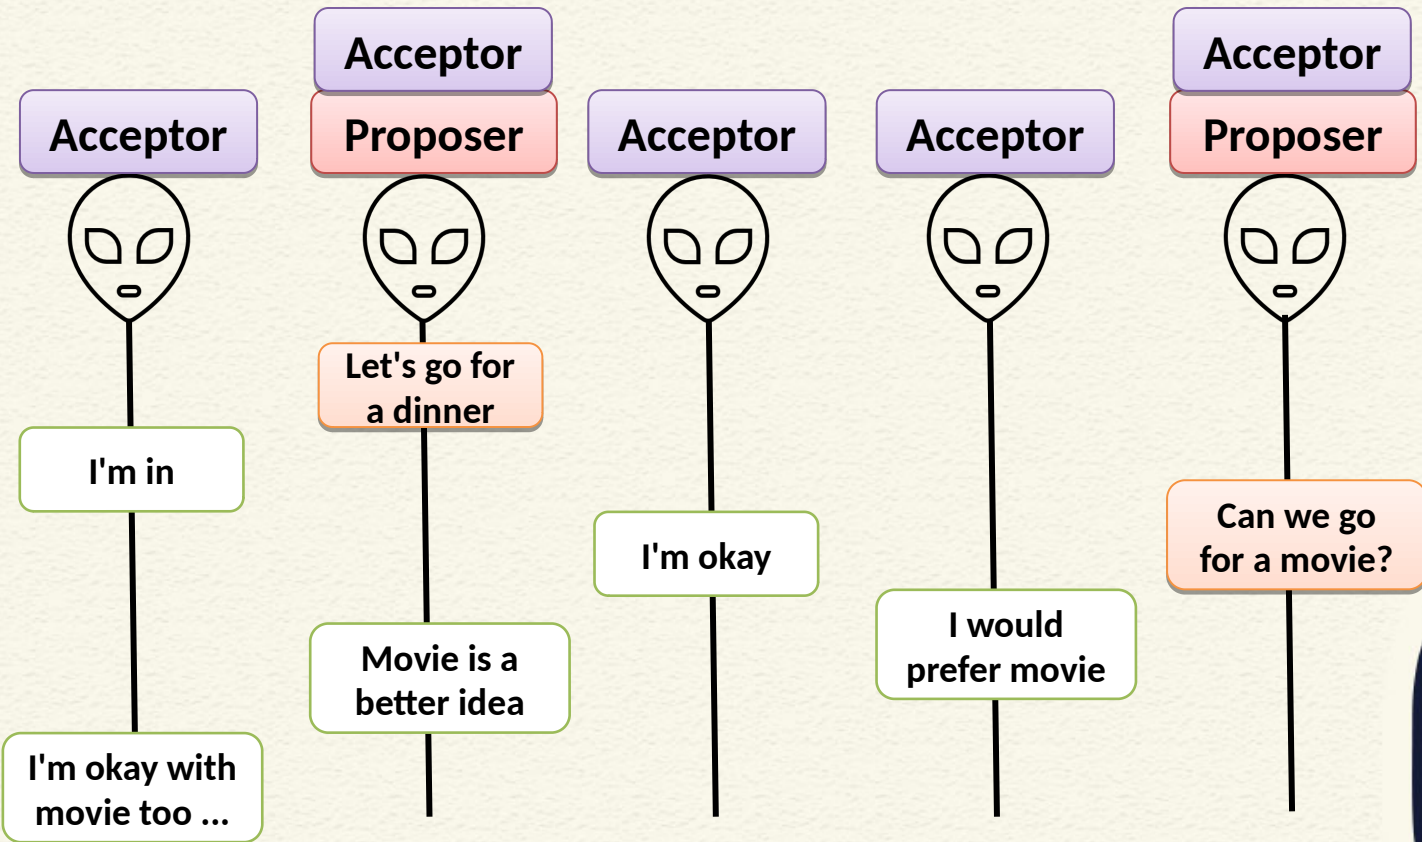 Acceptor
Acceptor
Acceptor
Proposer
Acceptor
Acceptor
Proposer
Let's go for
a dinner
I'm in
Can we go
for a movie?
I'm okay
I would
prefer movie
Movie is a
better idea
I'm okay with
movie too ...